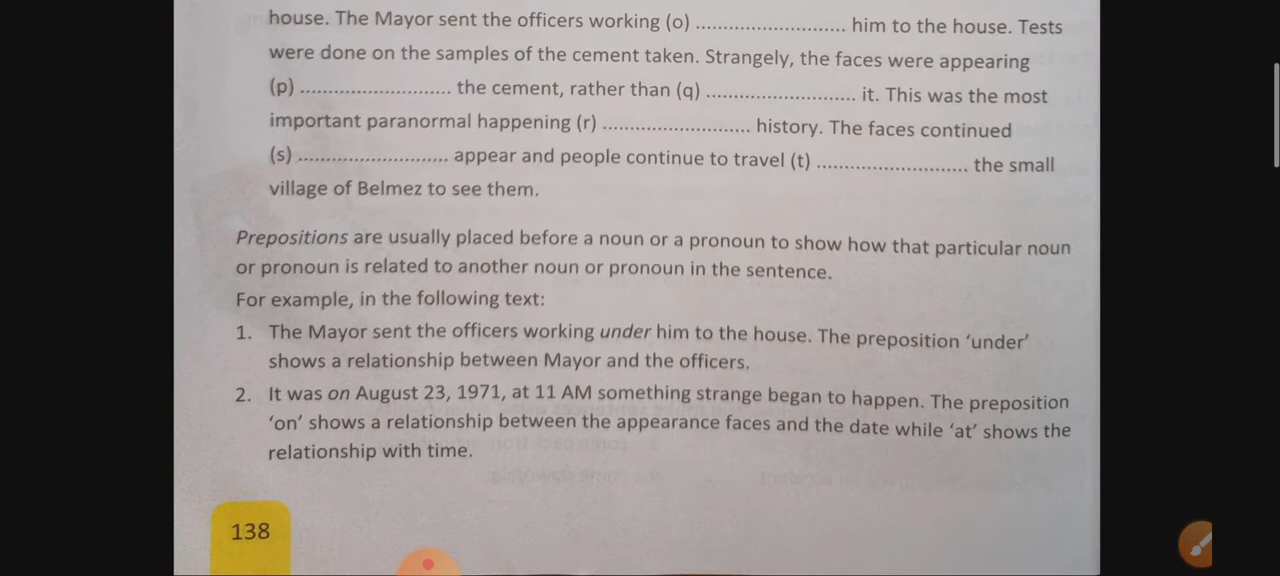 house. The Mayor sent the officers working (o) ........................... him to the house. Tests
were done on the samples of the cement taken. Strangely, the faces were appearing
(p) ........................... the cement, rather than (q) ........................... it. This was the most
important paranormal happening (r) ........................... history. The faces continued
(s) ........................... appear and people continue to travel (t) ........................... the small
village of Belmez to see them.
Prepositions are usually placed before a noun or a pronoun to show how that particular noun
or pronoun is related to another noun or pronoun in the sentence.
For example, in the following text:
1. The Mayor sent the officers working under him to the house. The preposition ‘under’
shows a relationship between Mayor and the officers.
2. It was on August 23, 1971, at 11 AM something strange began to happen. The preposition
‘on’ shows a relationship between the appearance faces and the date while ‘at’ shows the
relationship with time.
138